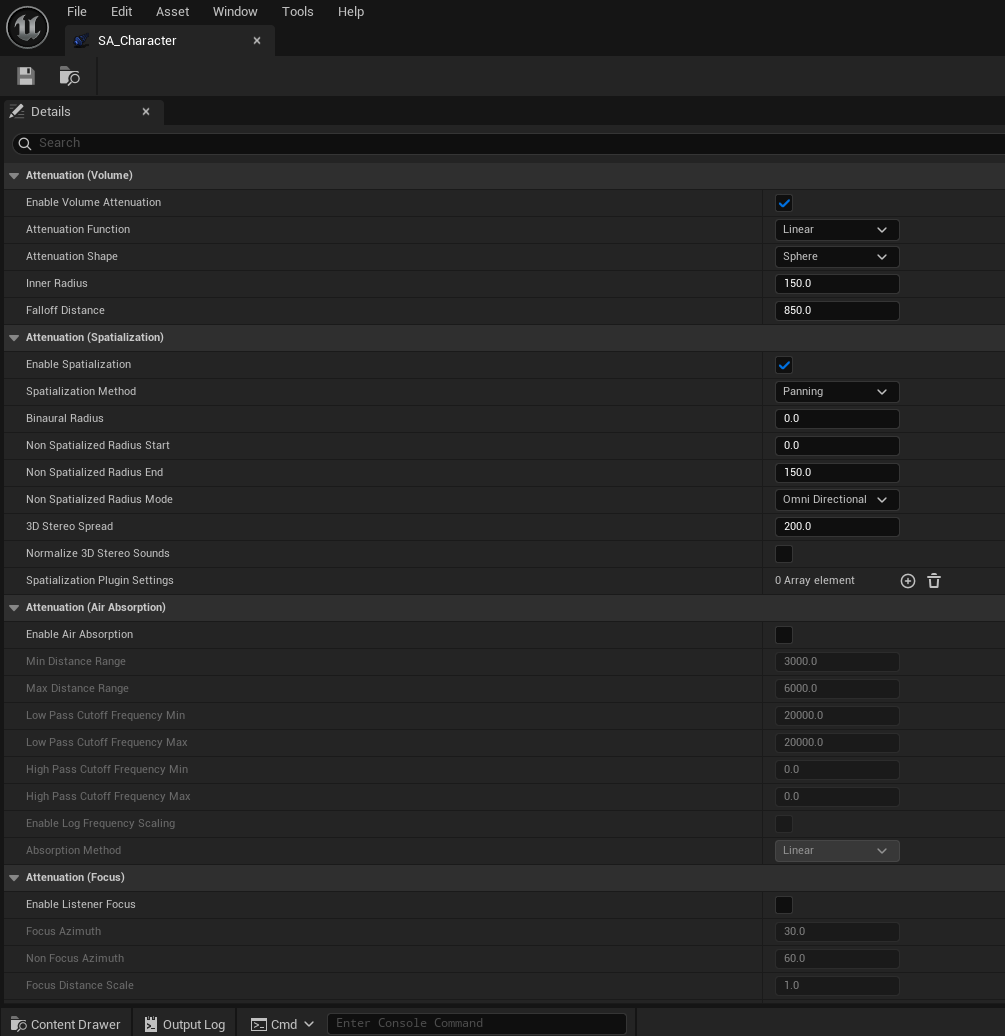 File Edit Asset Window Tools Help
SA_Character
Details
Search
Attenuation (Volume)
Enable Volume Attenuation
Attenuation Function Linear
Attenuation Shape Sphere
Inner Radius 150.0
Falloff Distance 850.0
Attenuation (Spatialization)
Enable Spatialization
Spatialization Method Panning
Binaural Radius 0.0
Non Spatialized Radius Start 0.0
Non Spatialized Radius End 150.0
Non Spatialized Radius Mode Omni Directional
3D Stereo Spread 200.0
Normalize 3D Stereo Sounds
Spatialization Plugin Settings 0 Array element
Attenuation (Air Absorption)
Enable Air Absorption
Min Distance Range 3000.0
Max Distance Range 6000.0
Low Pass Cutoff Frequency Min 20000.0
Low Pass Cutoff Frequency Max 20000.0
High Pass Cutoff Frequency Min 0.0
High Pass Cutoff Frequency Max 0.0
Enable Log Frequency Scaling
Absorption Method Linear
Attenuation (Focus)
Enable Listener Focus
Focus Azimuth 30.0
Non Focus Azimuth 60.0
Focus Distance Scale 1.0
Content Drawer Output Log Cmd Enter Console Command